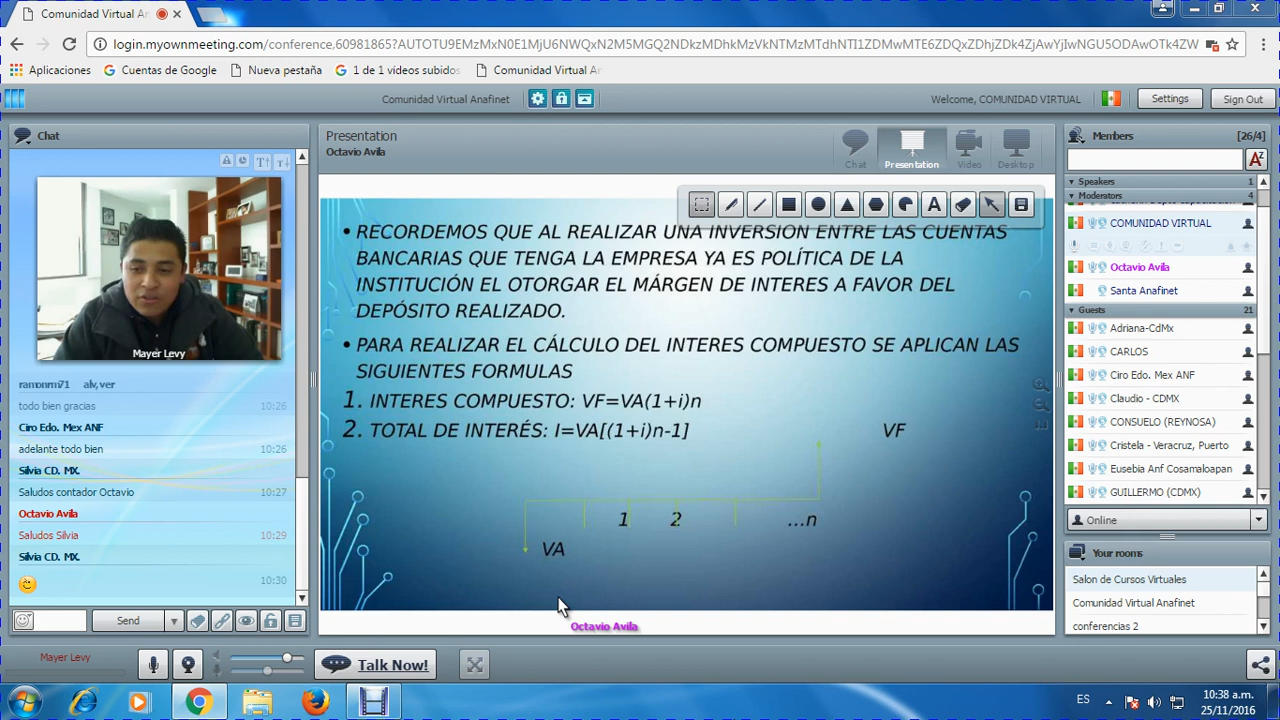 Comunidad Virtual An
login.myownmeeting.com/conference,60981865?AUTOTU9EMzMxN0E1MjU6NWQxN2M5MGQ2NDkzMDhkMzVkNTMzMTdhNTI1ZDMwMTE6ZDQxZDhjZDk4ZjAwYjIwNGU5ODAwOTk4ZW
Aplicaciones Cuentas de Google Nueva pestaña 1 de 1 vídeos subidos Comunidad Virtual An
Comunidad Virtual Anafinet Welcome, COMUNIDAD VIRTUAL Settings Sign Out
Chat
Mayer Levy
ramonrm71 alv,ver
todo bien gracias 10:26
Ciro Edo. Mex ANF
adelante todo bien 10:26
Silvia CD. MX.
Saludos contador Octavio 10:27
Octavio Avila
Saludos Silvia 10:29
Silvia CD. MX.
10:30
Send
Presentation
Octavio Avila
Chat Presentation Video Desktop
• RECORDEMOS QUE AL REALIZAR UNA INVERSION ENTRE LAS CUENTAS
BANCARIAS QUE TENGA LA EMPRESA YA ES POLÍTICA DE LA
INSTITUCIÓN EL OTORGAR EL MÁRGEN DE INTERES A FAVOR DEL
DEPÓSITO REALIZADO.
• PARA REALIZAR EL CÁLCULO DEL INTERES COMPUESTO SE APLICAN LAS
SIGUIENTES FORMULAS
1. INTERES COMPUESTO: VF=VA(1+i)n
2. TOTAL DE INTERÉS: I=VA[(1+i)n-1] VF
1 2 ...n
VA
Octavio Avila
Members [26/4]
Speakers 1
Moderators 4
COMUNIDAD VIRTUAL
Octavio Avila
Santa Anafinet
Guests 21
Adriana-CdMx
CARLOS
Ciro Edo. Mex ANF
Claudio - CDMX
CONSUELO (REYNOSA)
Cristela - Veracruz, Puerto
Eusebia Anf Cosamaloapan
GUILLERMO (CDMX)
Online
Your rooms
Salon de Cursos Virtuales
Comunidad Virtual Anafinet
conferencias 2
Mayer Levy Talk Now!
ES 10:38 a.m.
25/11/2016